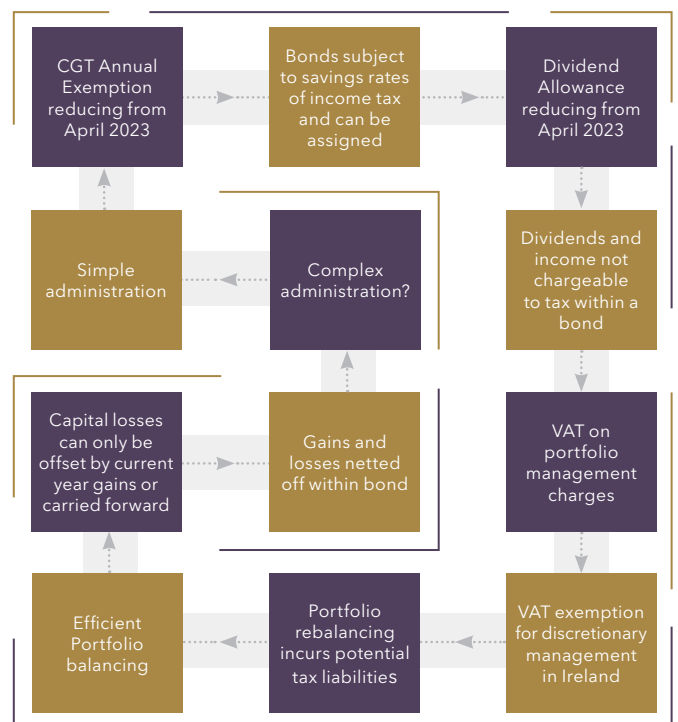 CGT Annual
Exemption
reducing from
April 2023
Bonds subject
to savings rates
of income tax
and can be
assigned
Dividend
Allowance
reducing from
April 2023
Simple
administration
Complex
administration?
Dividends and
income not
chargeable
to tax within a
bond
Capital losses
can only be
offset by current
year gains or
carried forward
Gains and
losses netted
off within bond
VAT on
portfolio
management
charges
Efficient
Portfolio
balancing
Portfolio
rebalancing
incurs potential
tax liabilities
VAT exemption
for discretionary
management
in Ireland